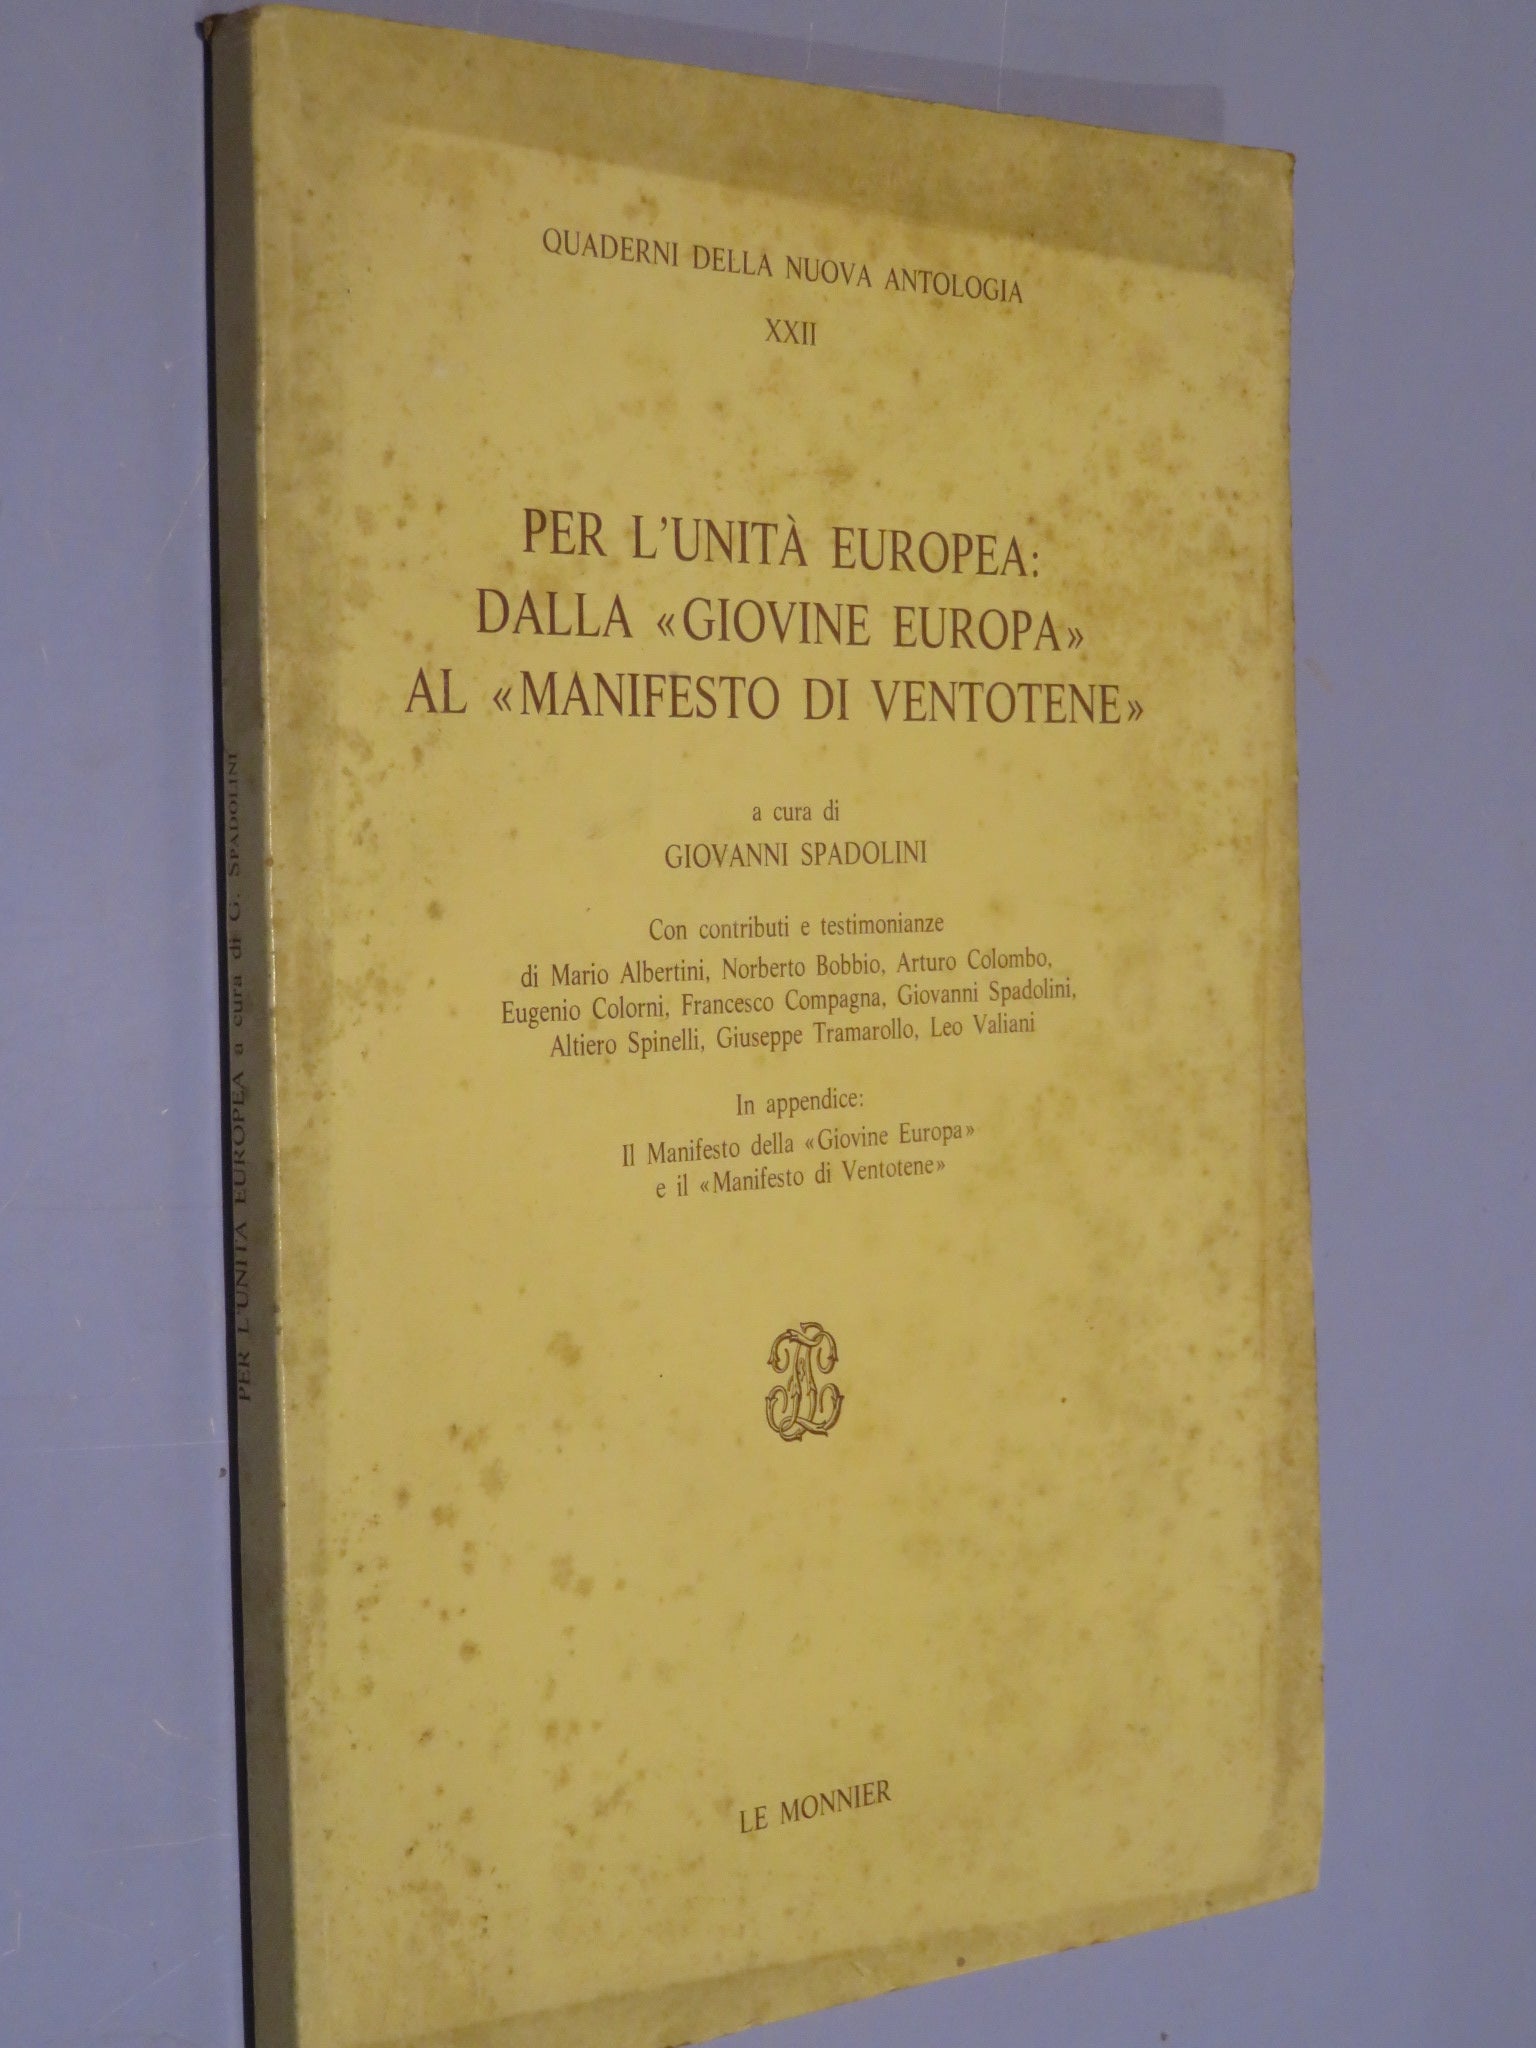 QUADERNI DELLA NUOVA ANTOLOGIA
XXII
PER L'UNITÀ EUROPEA:
DALLA «GIOVINE EUROPA»
AL «MANIFESTO DI VENTOTENE»
a cura di
GIOVANNI SPADOLINI
Con contributi e testimonianze
di Mario Albertini, Norberto Bobbio, Arturo Colombo,
Eugenio Colorni, Francesco Compagna, Giovanni Spadolini,
Altiero Spinelli, Giuseppe Tramarollo, Leo Valiani
In appendice:
Il Manifesto della «Giovine Europa»
e il «Manifesto di Ventotene»
LE MONNIER
PER L'UNITÀ EUROPEA a cura di G. SPADOLINI